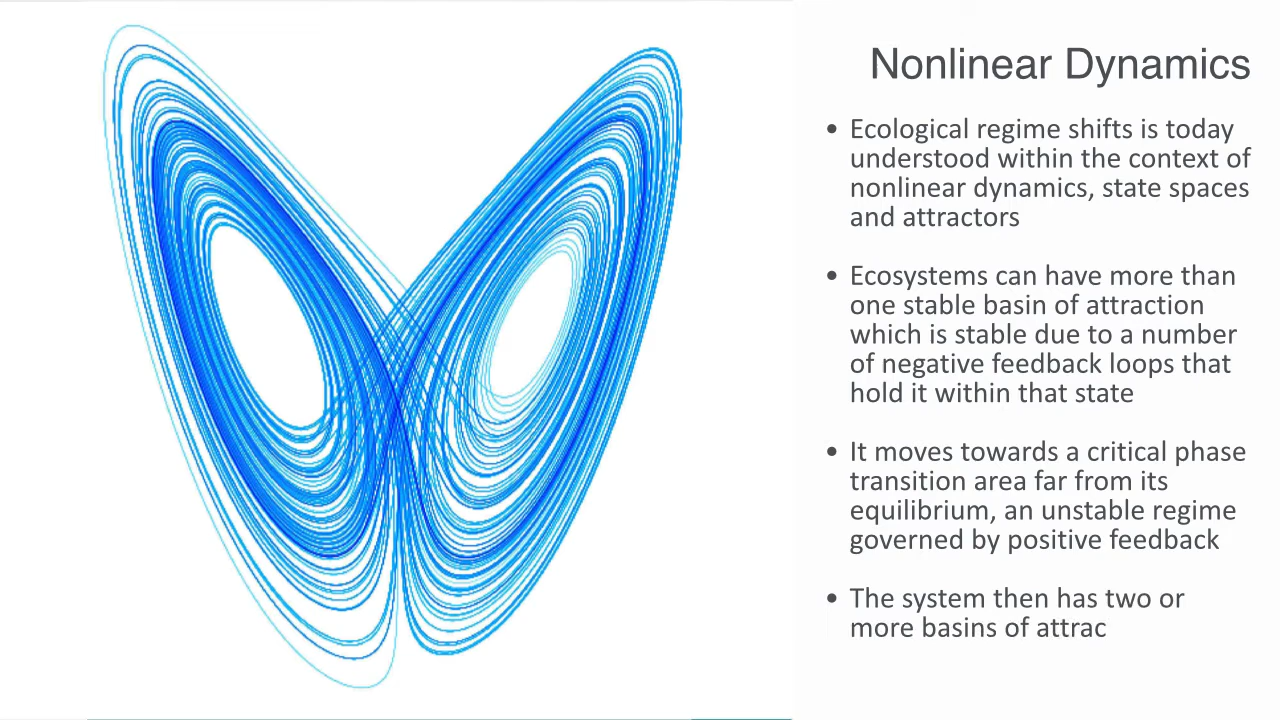 Nonlinear Dynamics
• Ecological regime shifts is today
understood within the context of
nonlinear dynamics, state spaces
and attractors
• Ecosystems can have more than
one stable basin of attraction
which is stable due to a number
of negative feedback loops that
hold it within that state
• It moves towards a critical phase
transition area far from its
equilibrium, an unstable regime
governed by positive feedback
• The system then has two or
more basins of attrac